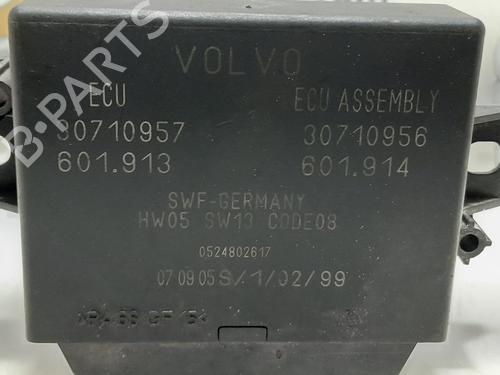 B-PARTS
VOLVO
ECU ECU ASSEMBLY
30710957 30710956
601.913 601.914
SWF-GERMANY
HW05 SW13 CODE08
0524802617
07 09 05 S/1/02/99